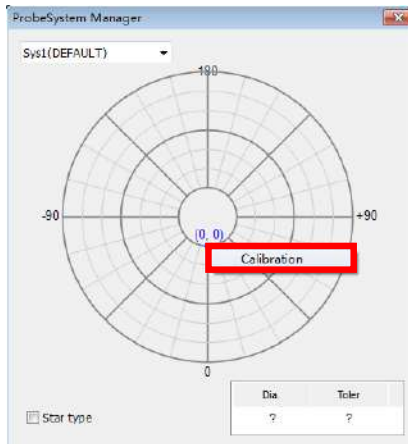 ProbeSystem Manager
Sys1(DEFAULT)
180
-90
+90
(0, 0)
Calibration
0
Dia
Toler
Star type
?
?